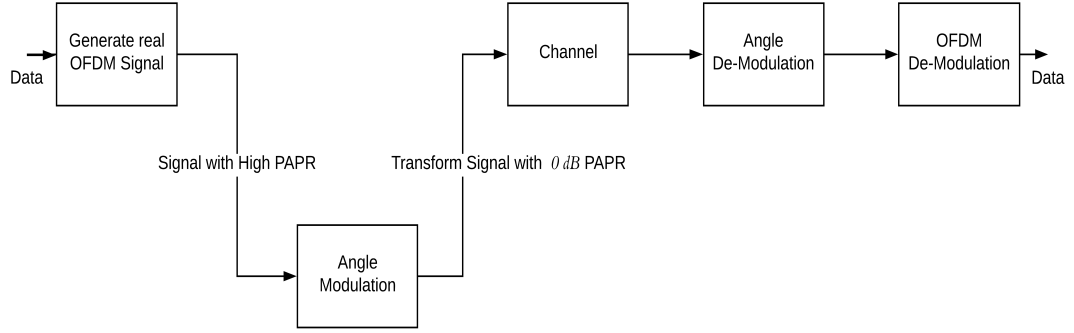 Data
Generate real
OFDM Signal
Signal with High PAPR
Angle
Modulation
Transform Signal with 0 dB PAPR
Channel
Angle
De-Modulation
OFDM
De-Modulation
Data